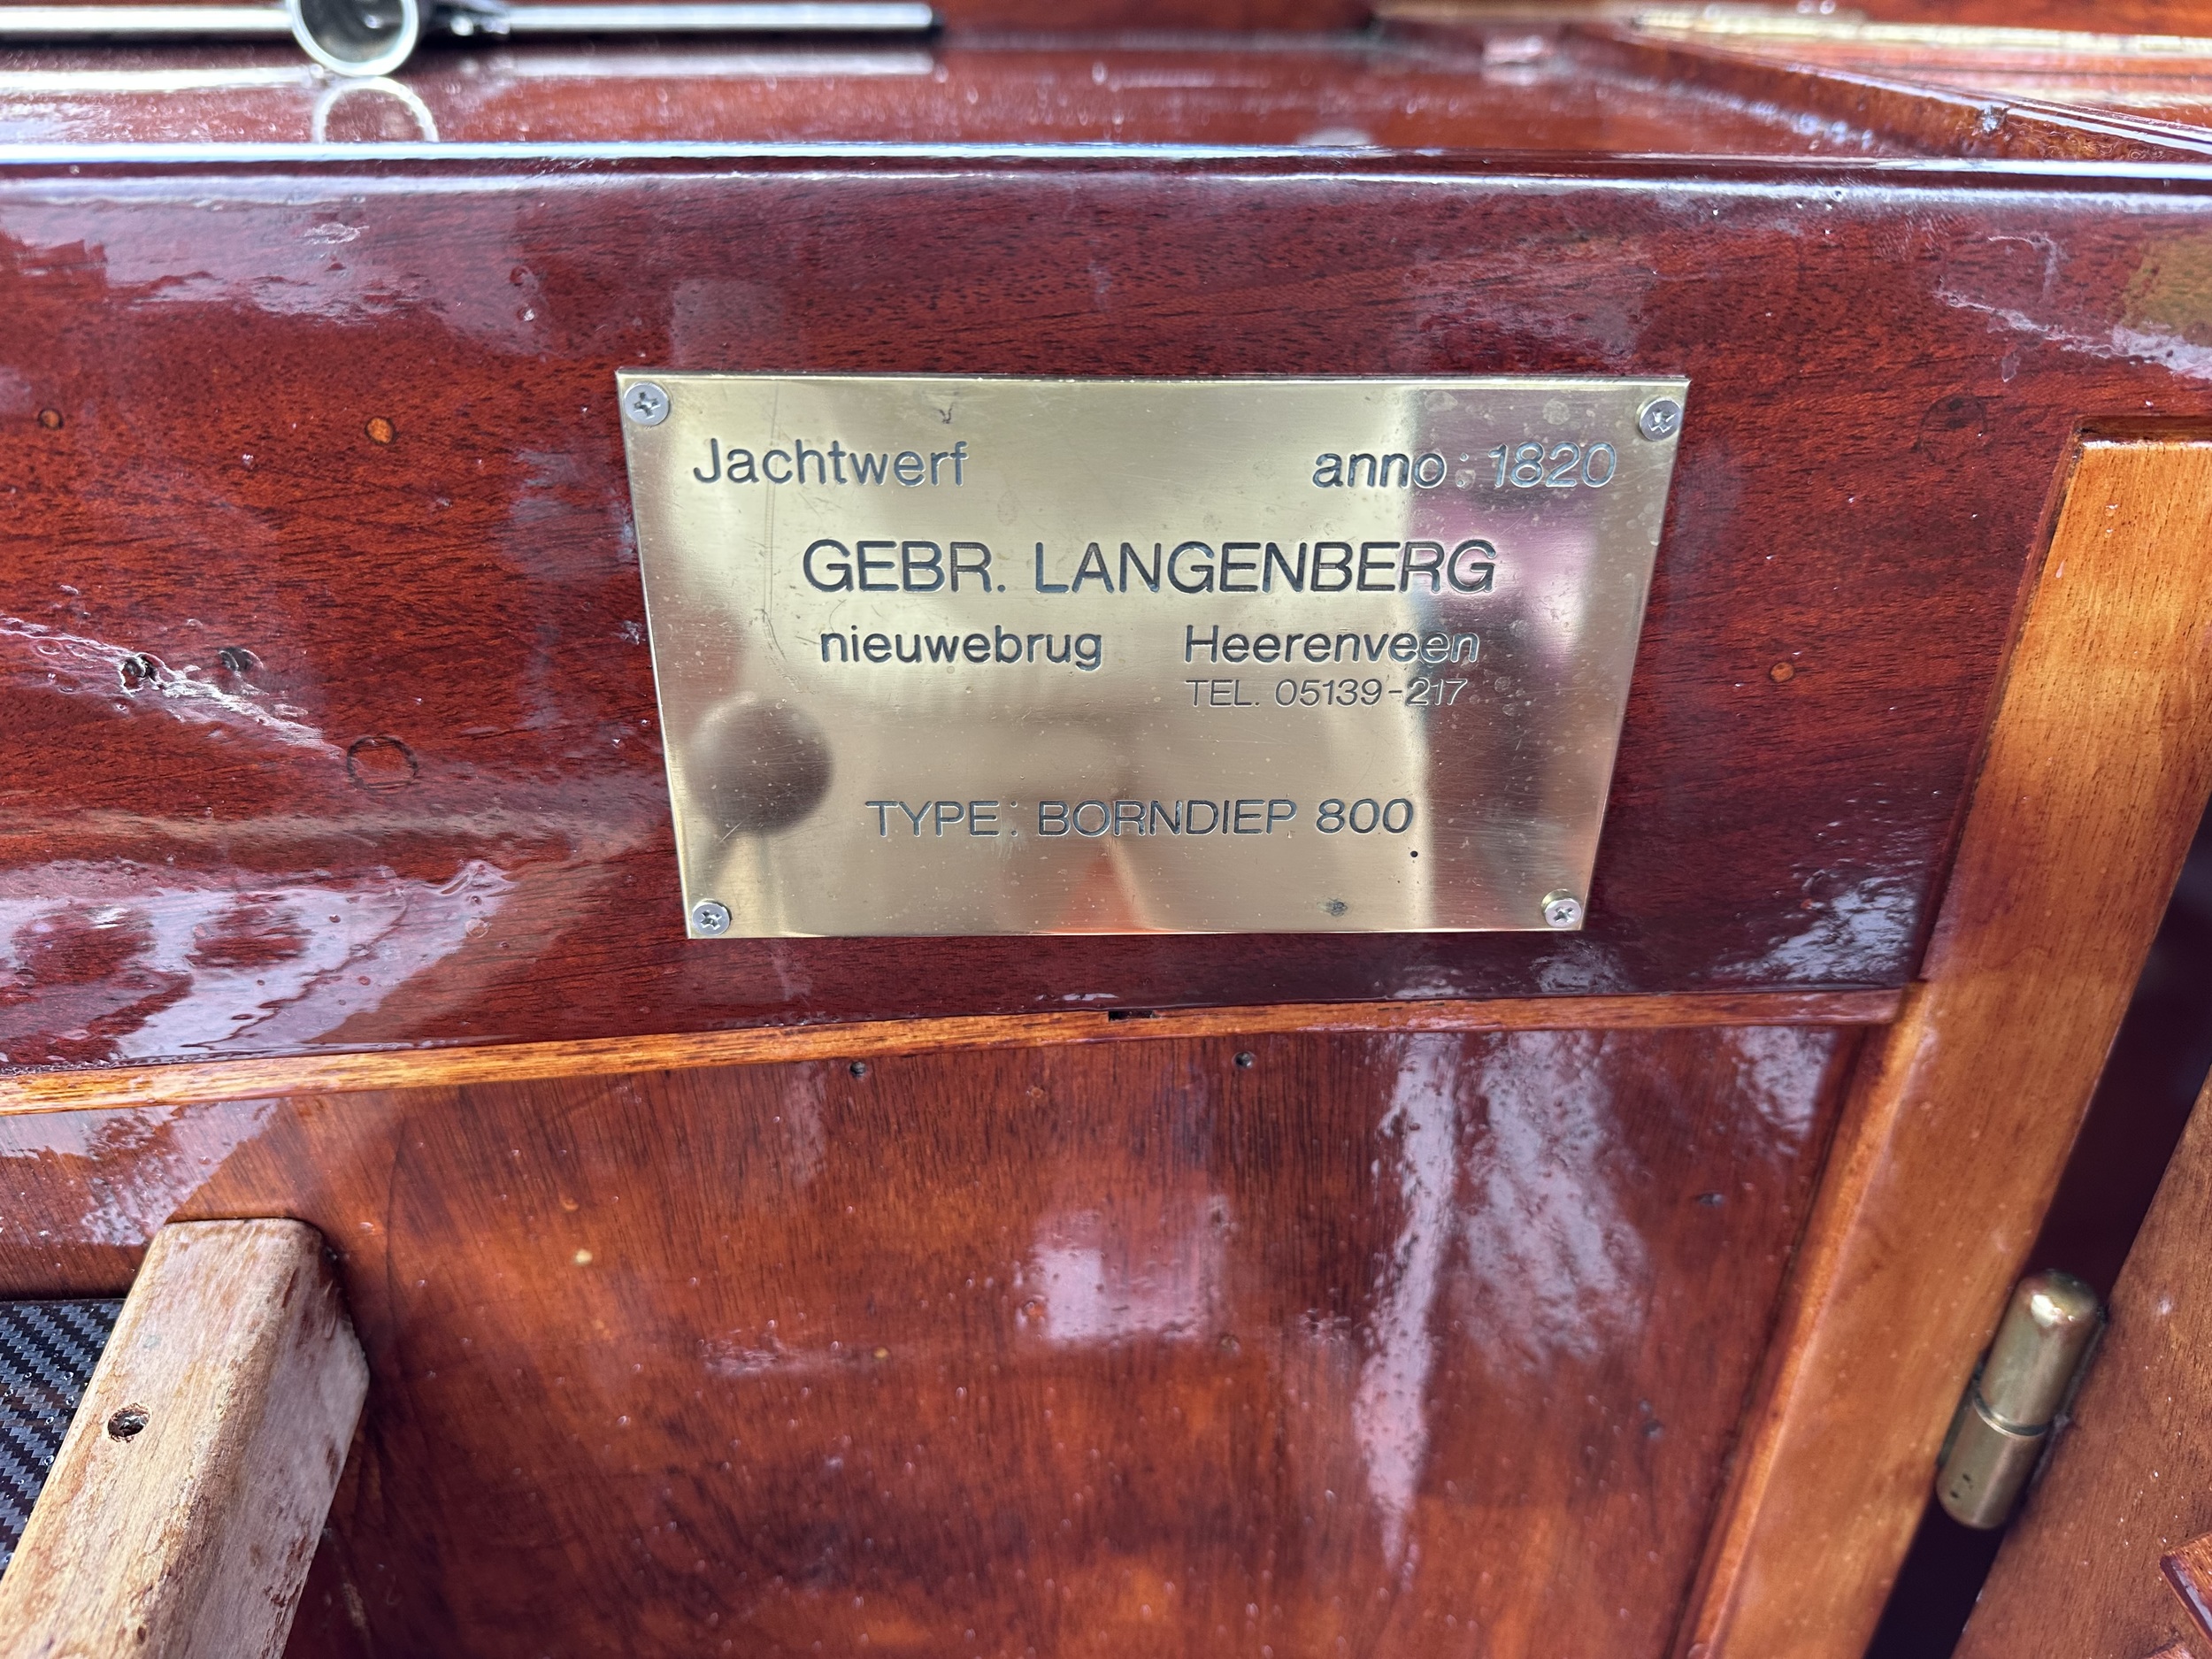 Jachtwerf anno: 1820
GEBR. LANGENBERG
nieuwebrug Heerenveen
TEL. 05139-217
TYPE: BORNDIEP 800